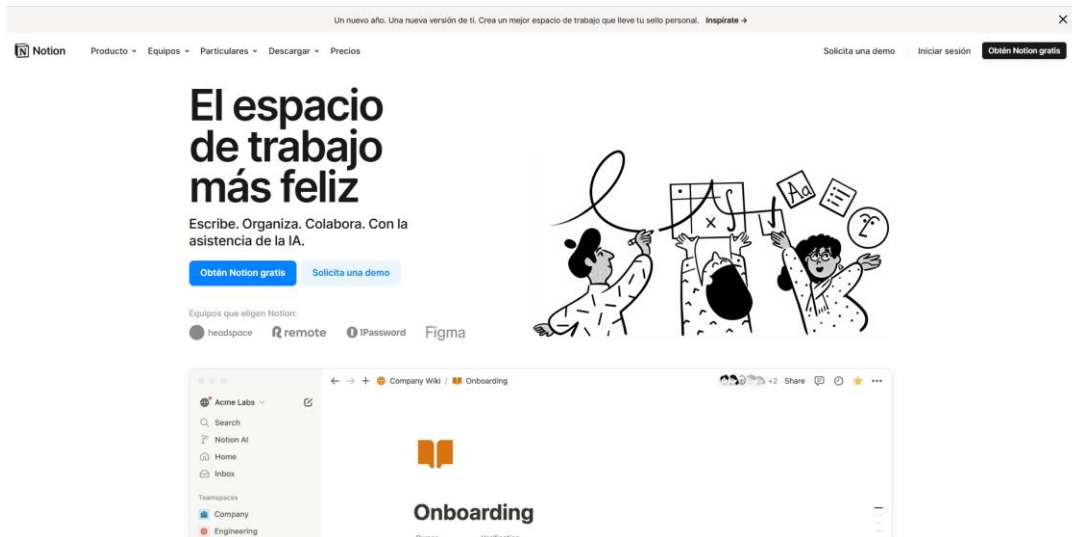 Un nuevo año. Una nueva versión de ti. Crea un mejor espacio de trabajo que lleve tu sello personal. Inspírate →
Notion Producto Equipos Particulares Descargar Precios Solicita una demo Iniciar sesión Obtén Notion gratis
El espacio
de trabajo
más feliz
Escribe. Organiza. Colabora. Con la
asistencia de la IA.
Obtén Notion gratis Solicita una demo
Equipos que eligen Notion:
headspace remote 1Password Figma
Aa
x
Company Wiki / Onboarding +2 Share
Acme Labs
Search
Notion AI
Home
Inbox
Teamspaces
Company
Engineering
Onboarding
Owner Verification